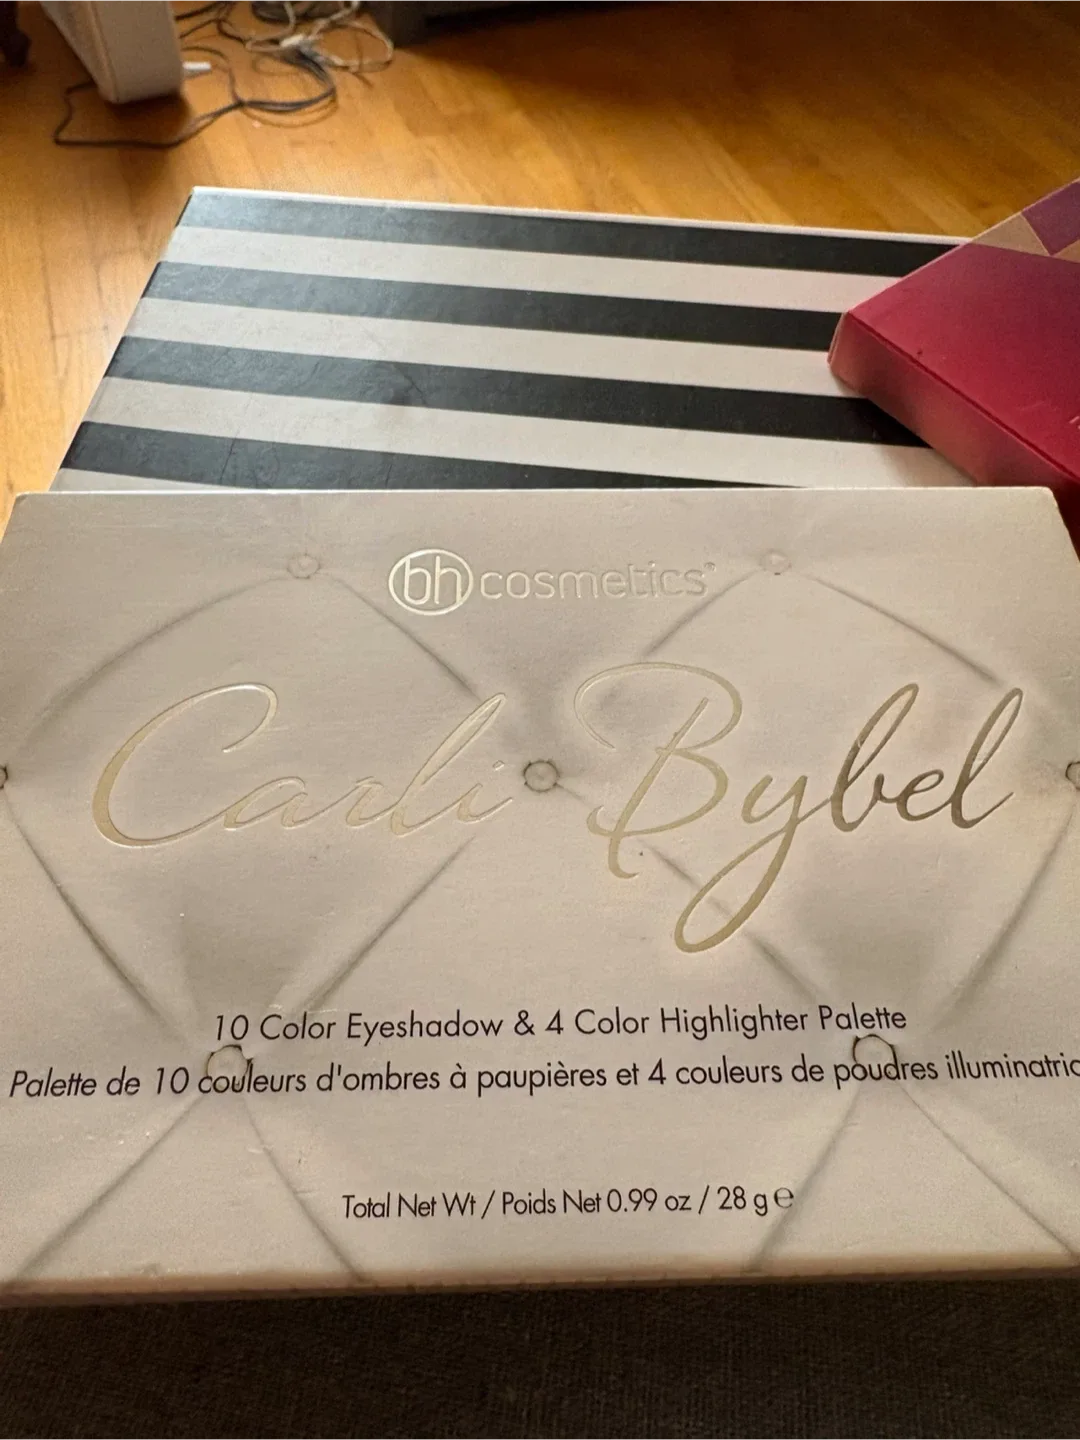 bh cosmetics®
Carli Bybel
10 Color Eyeshadow & 4 Color Highlighter Palette
Palette de 10 couleurs d'ombres à paupières et 4 couleurs de poudres
Total Net Wt / Poids Net 0.99 oz / 28 g ℮